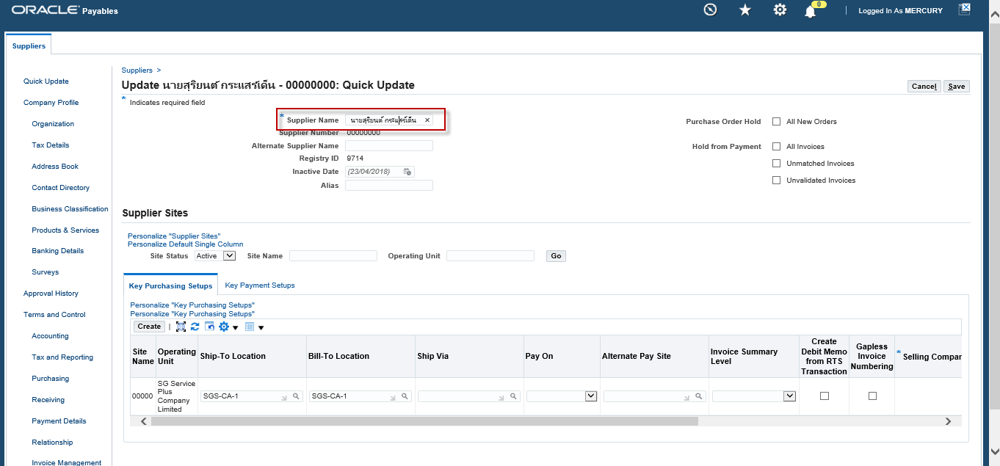 ORACLE Payables
0
Logged In As MERCURY
Suppliers
Quick Update
Company Profile
Organization
Tax Details
Address Book
Contact Directory
Business Classification
Products & Services
Banking Details
Surveys
Approval History
Terms and Control
Accounting
Tax and Reporting
Purchasing
Receiving
Payment Details
Relationship
Invoice Management
Suppliers >
Update นายสุริยนต์ กระแสร์เด็น - 00000000: Quick Update
Cancel Save
* Indicates required field
* Supplier Name นายสุริยนต์ กระแสร์เด็น ×
Supplier Number 00000000
Alternate Supplier Name
Registry ID 9714
Inactive Date (23/04/2018)
Alias
Purchase Order Hold All New Orders
Hold from Payment All Invoices
Unmatched Invoices
Unvalidated Invoices
Supplier Sites
Personalize "Supplier Sites"
Personalize Default Single Column
Site Status Active Site Name Operating Unit Go
Key Purchasing Setups Key Payment Setups
Personalize "Key Purchasing Setups"
Personalize "Key Purchasing Setups"
Create
Site Name
Operating Unit
Ship-To Location
Bill-To Location
Ship Via
Pay On
Alternate Pay Site
Invoice Summary Level
Create Debit Memo from RTS Transaction
Gapless Invoice Numbering
* Selling Compar
00000
SG Service
Plus
Company
Limited
SGS-CA-1
SGS-CA-1